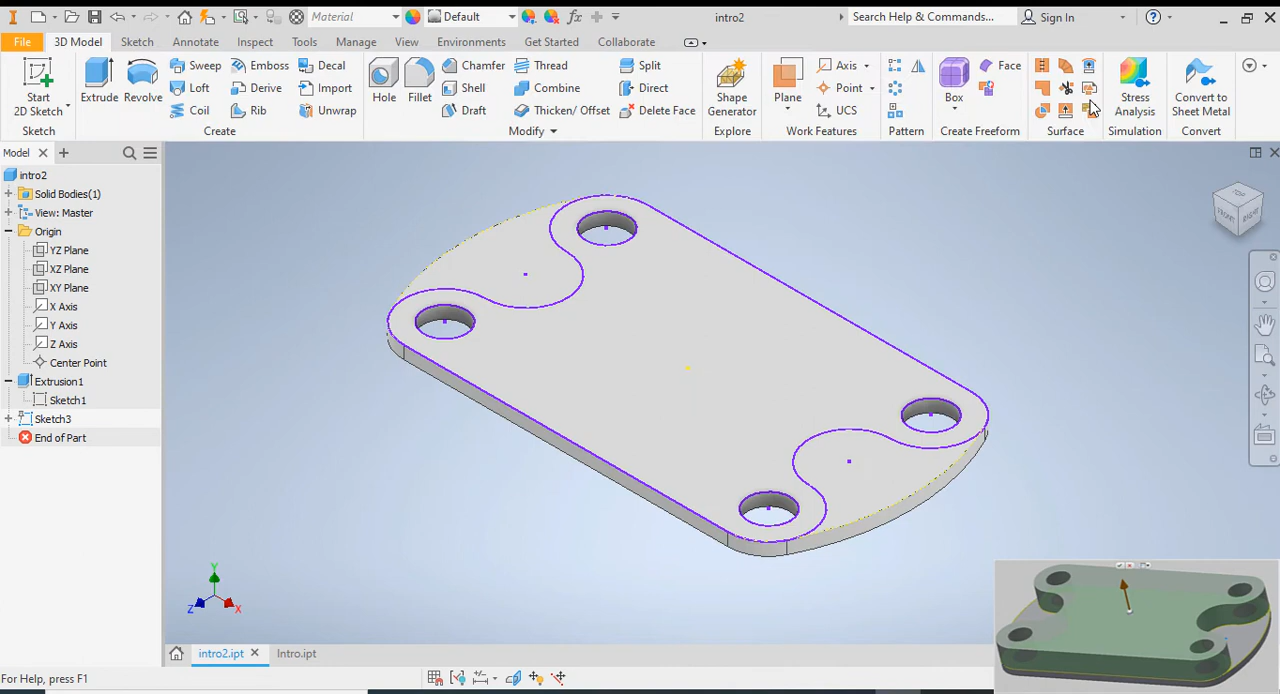 Material
Default
fx
intro2
Search Help & Commands...
Sign In
File
3D Model
Sketch
Annotate
Inspect
Tools
Manage
View
Environments
Get Started
Collaborate
Start
2D Sketch
Sketch
Extrude
Revolve
Sweep
Loft
Coil
Emboss
Derive
Rib
Decal
Import
Unwrap
Create
Hole
Fillet
Chamfer
Shell
Draft
Thread
Combine
Thicken/ Offset
Split
Direct
Delete Face
Modify
Shape
Generator
Explore
Plane
Axis
Point
UCS
Work Features
Pattern
Box
Face
Create Freeform
Surface
Stress
Analysis
Simulation
Convert to
Sheet Metal
Convert
Model
intro2
Solid Bodies(1)
View: Master
Origin
YZ Plane
XZ Plane
XY Plane
X Axis
Y Axis
Z Axis
Center Point
Extrusion1
Sketch1
Sketch3
End of Part
TOP
FRONT
RIGHT
Y
Z
X
intro2.ipt
Intro.ipt
For Help, press F1